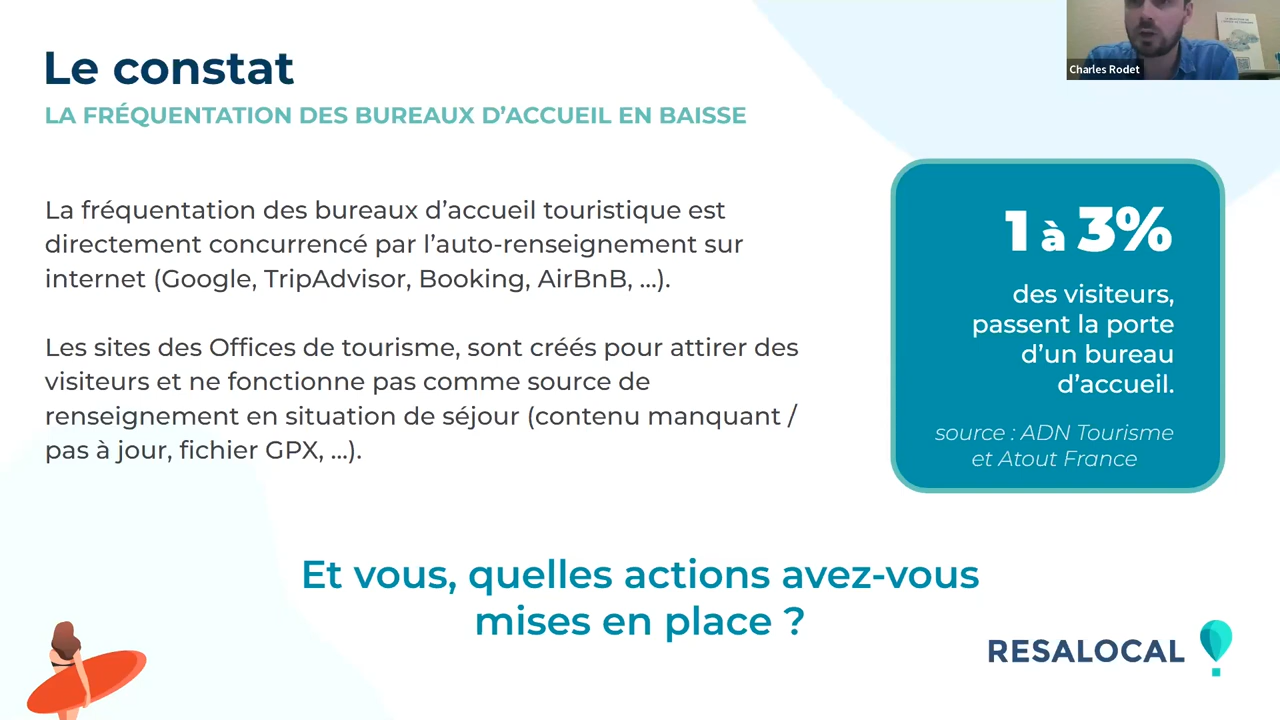 Le constat
LA FRÉQUENTATION DES BUREAUX D'ACCUEIL EN BAISSE
La fréquentation des bureaux d'accueil touristique est
directement concurrencé par l'auto-renseignement sur
internet (Google, TripAdvisor, Booking, AirBnB, ...).
Les sites des Offices de tourisme, sont créés pour attirer des
visiteurs et ne fonctionne pas comme source de
renseignement en situation de séjour (contenu manquant /
pas à jour, fichier GPX, ...).
Charles Rodet
1 à 3%
des visiteurs,
passent la porte
d'un bureau
d'accueil.
source : ADN Tourisme
et Atout France
Et vous, quelles actions avez-vous
mises en place ?
RESALOCAL